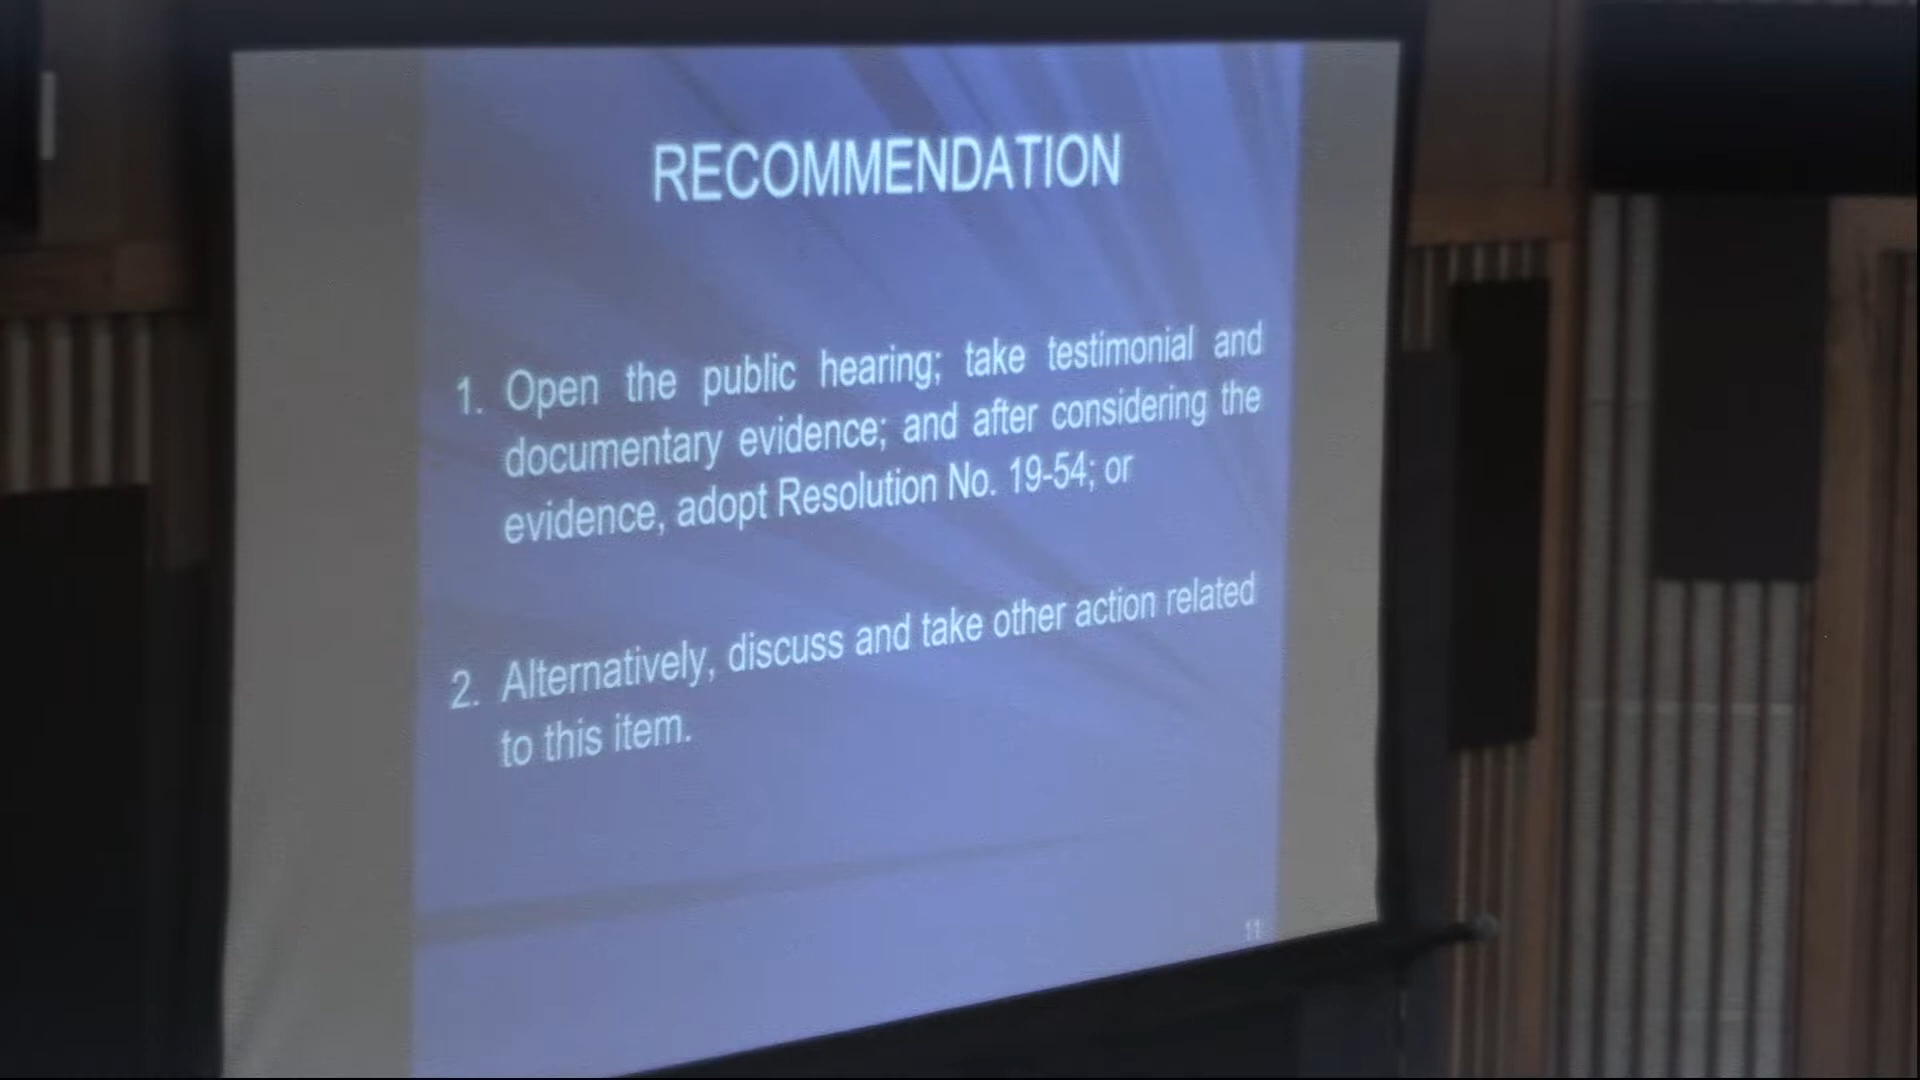 RECOMMENDATION
1. Open the public hearing; take testimonial and
documentary evidence; and after considering the
evidence, adopt Resolution No. 19-54; or
2. Alternatively, discuss and take other action related
to this item.
11